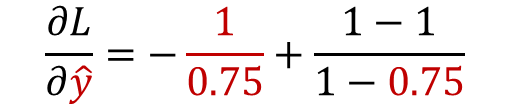 ∂L/∂ŷ = − 1/0.75 + (1 − 1)/(1 − 0.75)